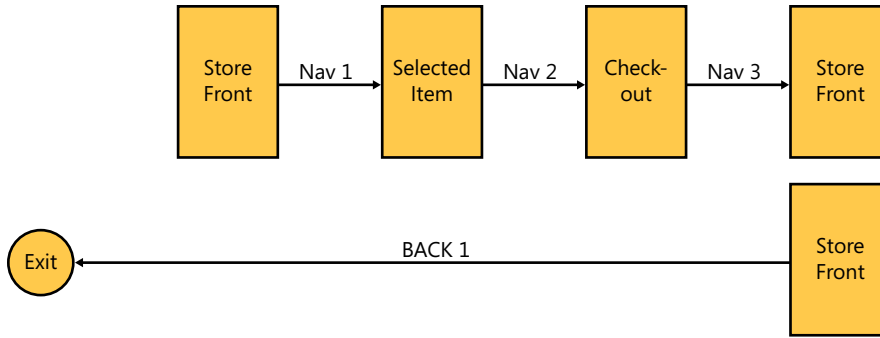 Store
Front
Nav 1
Selected
Item
Nav 2
Check-
out
Nav 3
Store
Front
Exit
BACK 1
Store
Front